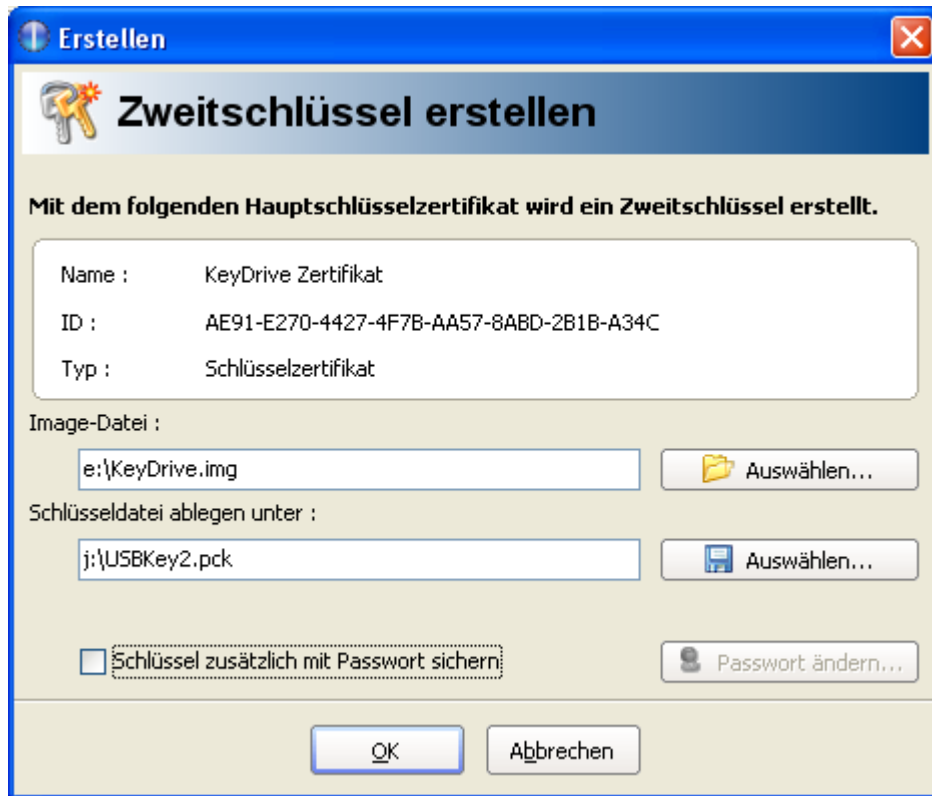 Erstellen
Zweitschlüssel erstellen
Mit dem folgenden Hauptschlüsselzertifikat wird ein Zweitschlüssel erstellt.
Name : KeyDrive Zertifikat
ID : AE91-E270-4427-4F7B-AA57-8ABD-2B1B-A34C
Typ : Schlüsselzertifikat
Image-Datei :
e:\KeyDrive.img Auswählen...
Schlüsseldatei ablegen unter :
j:\USBKey2.pck Auswählen...
Schlüssel zusätzlich mit Passwort sichern Passwort ändern...
OK Abbrechen